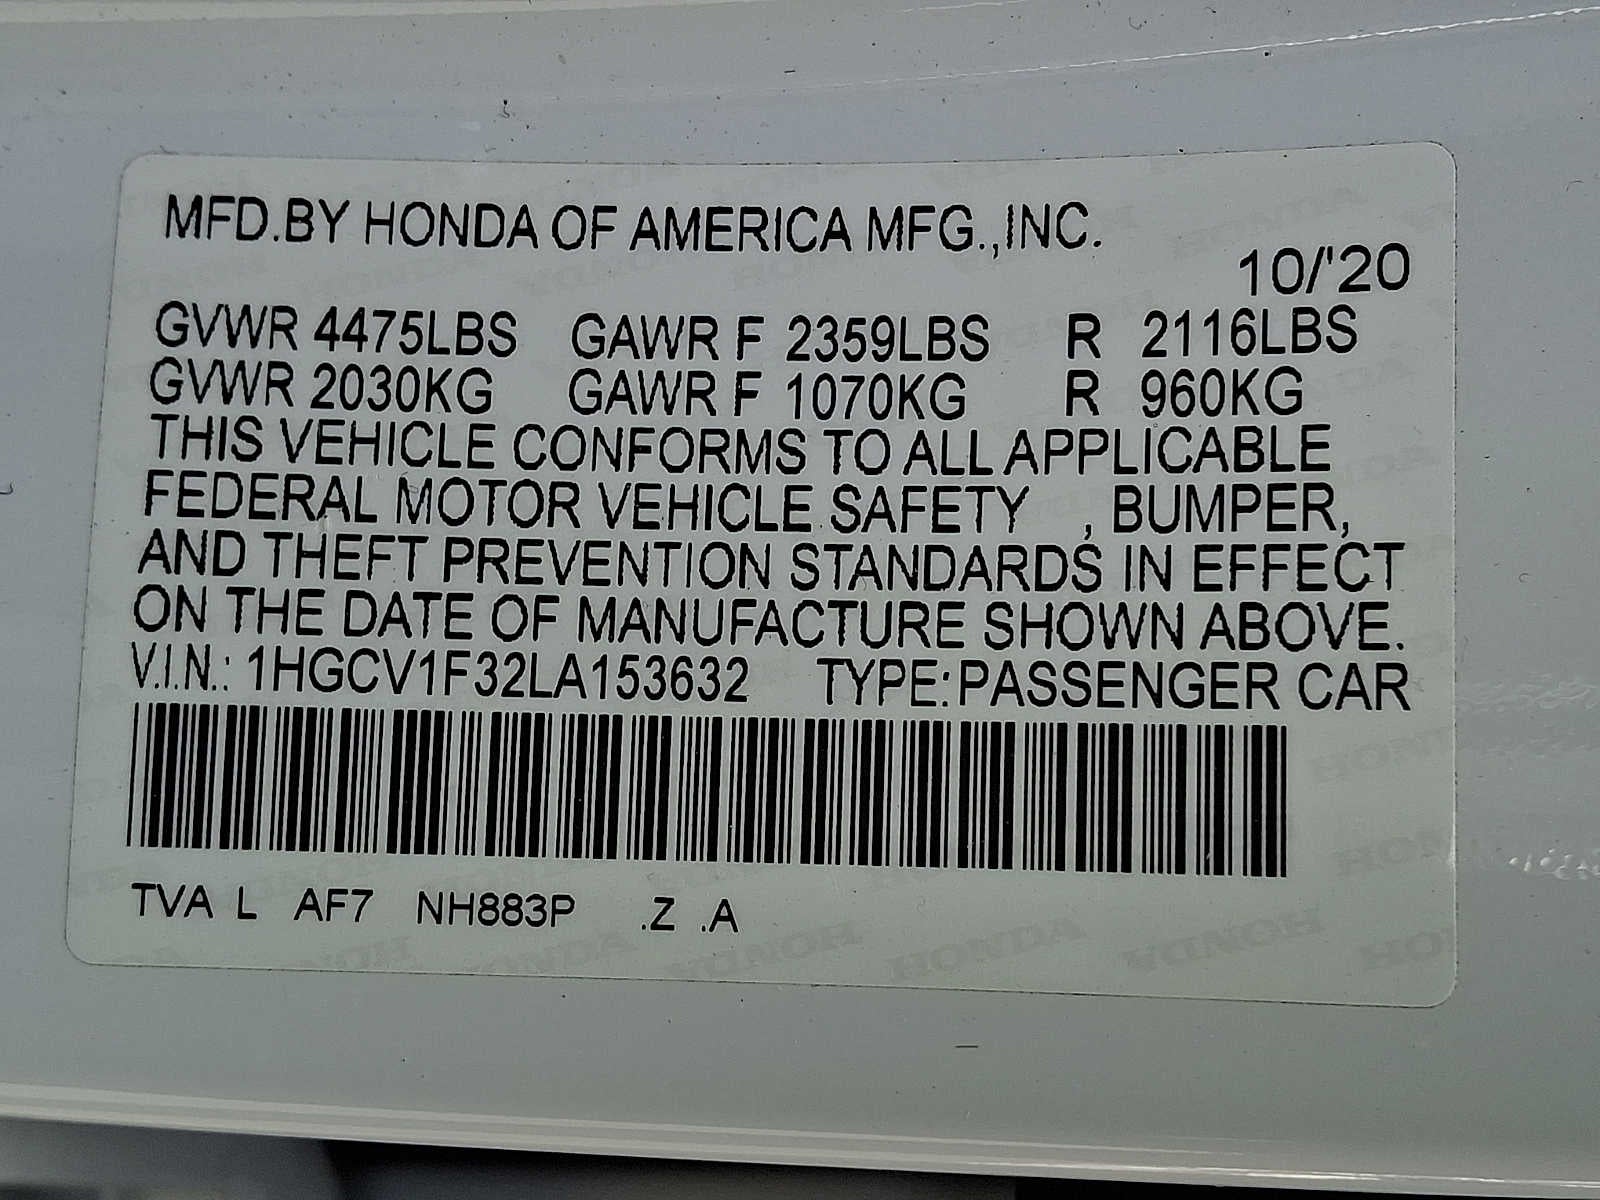 MFD.BY HONDA OF AMERICA MFG.,INC.
10/'20
GVWR 4475LBS GAWR F 2359LBS R 2116LBS
GVWR 2030KG GAWR F 1070KG R 960KG
THIS VEHICLE CONFORMS TO ALL APPLICABLE
FEDERAL MOTOR VEHICLE SAFETY , BUMPER,
AND THEFT PREVENTION STANDARDS IN EFFECT
ON THE DATE OF MANUFACTURE SHOWN ABOVE.
V.I.N.: 1HGCV1F32LA153632 TYPE:PASSENGER CAR
TVA L AF7 NH883P .Z .A